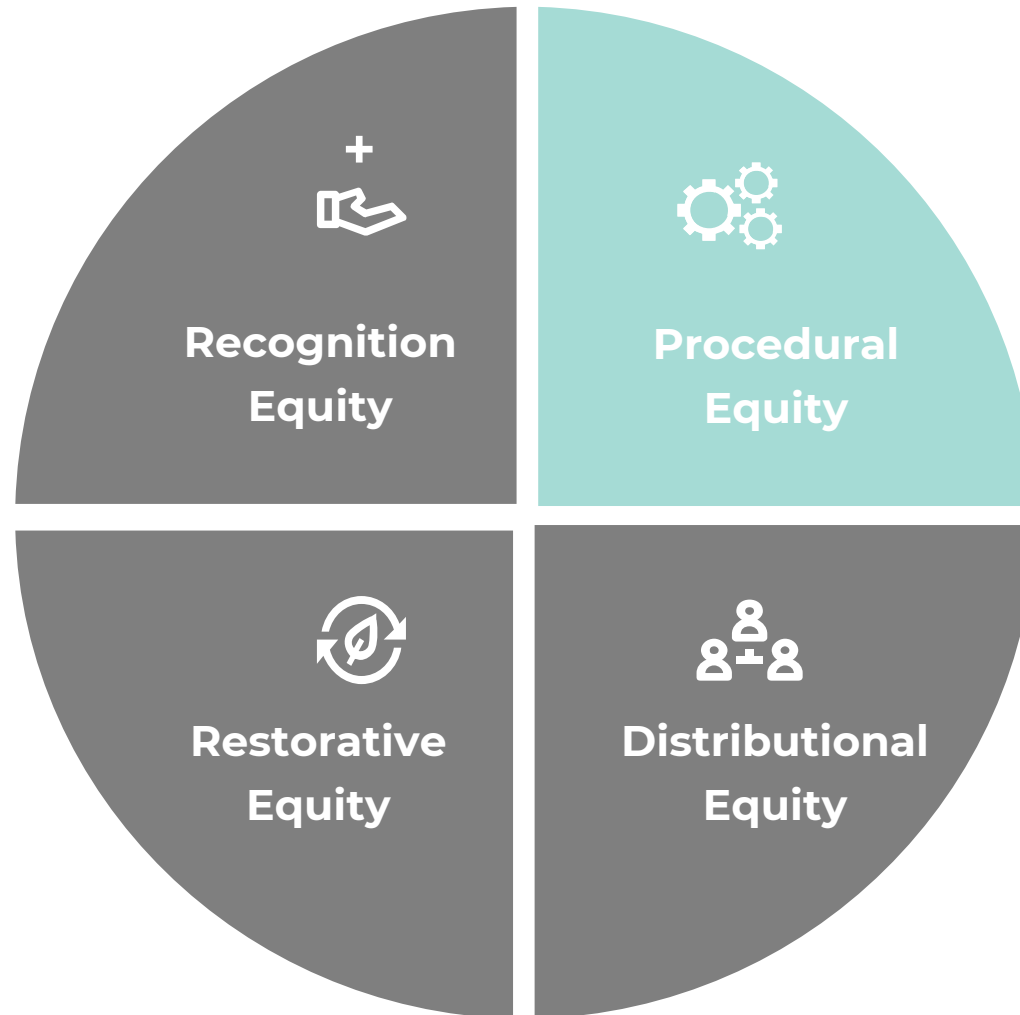 Recognition
Equity
Procedural
Equity
Restorative
Equity
Distributional
Equity